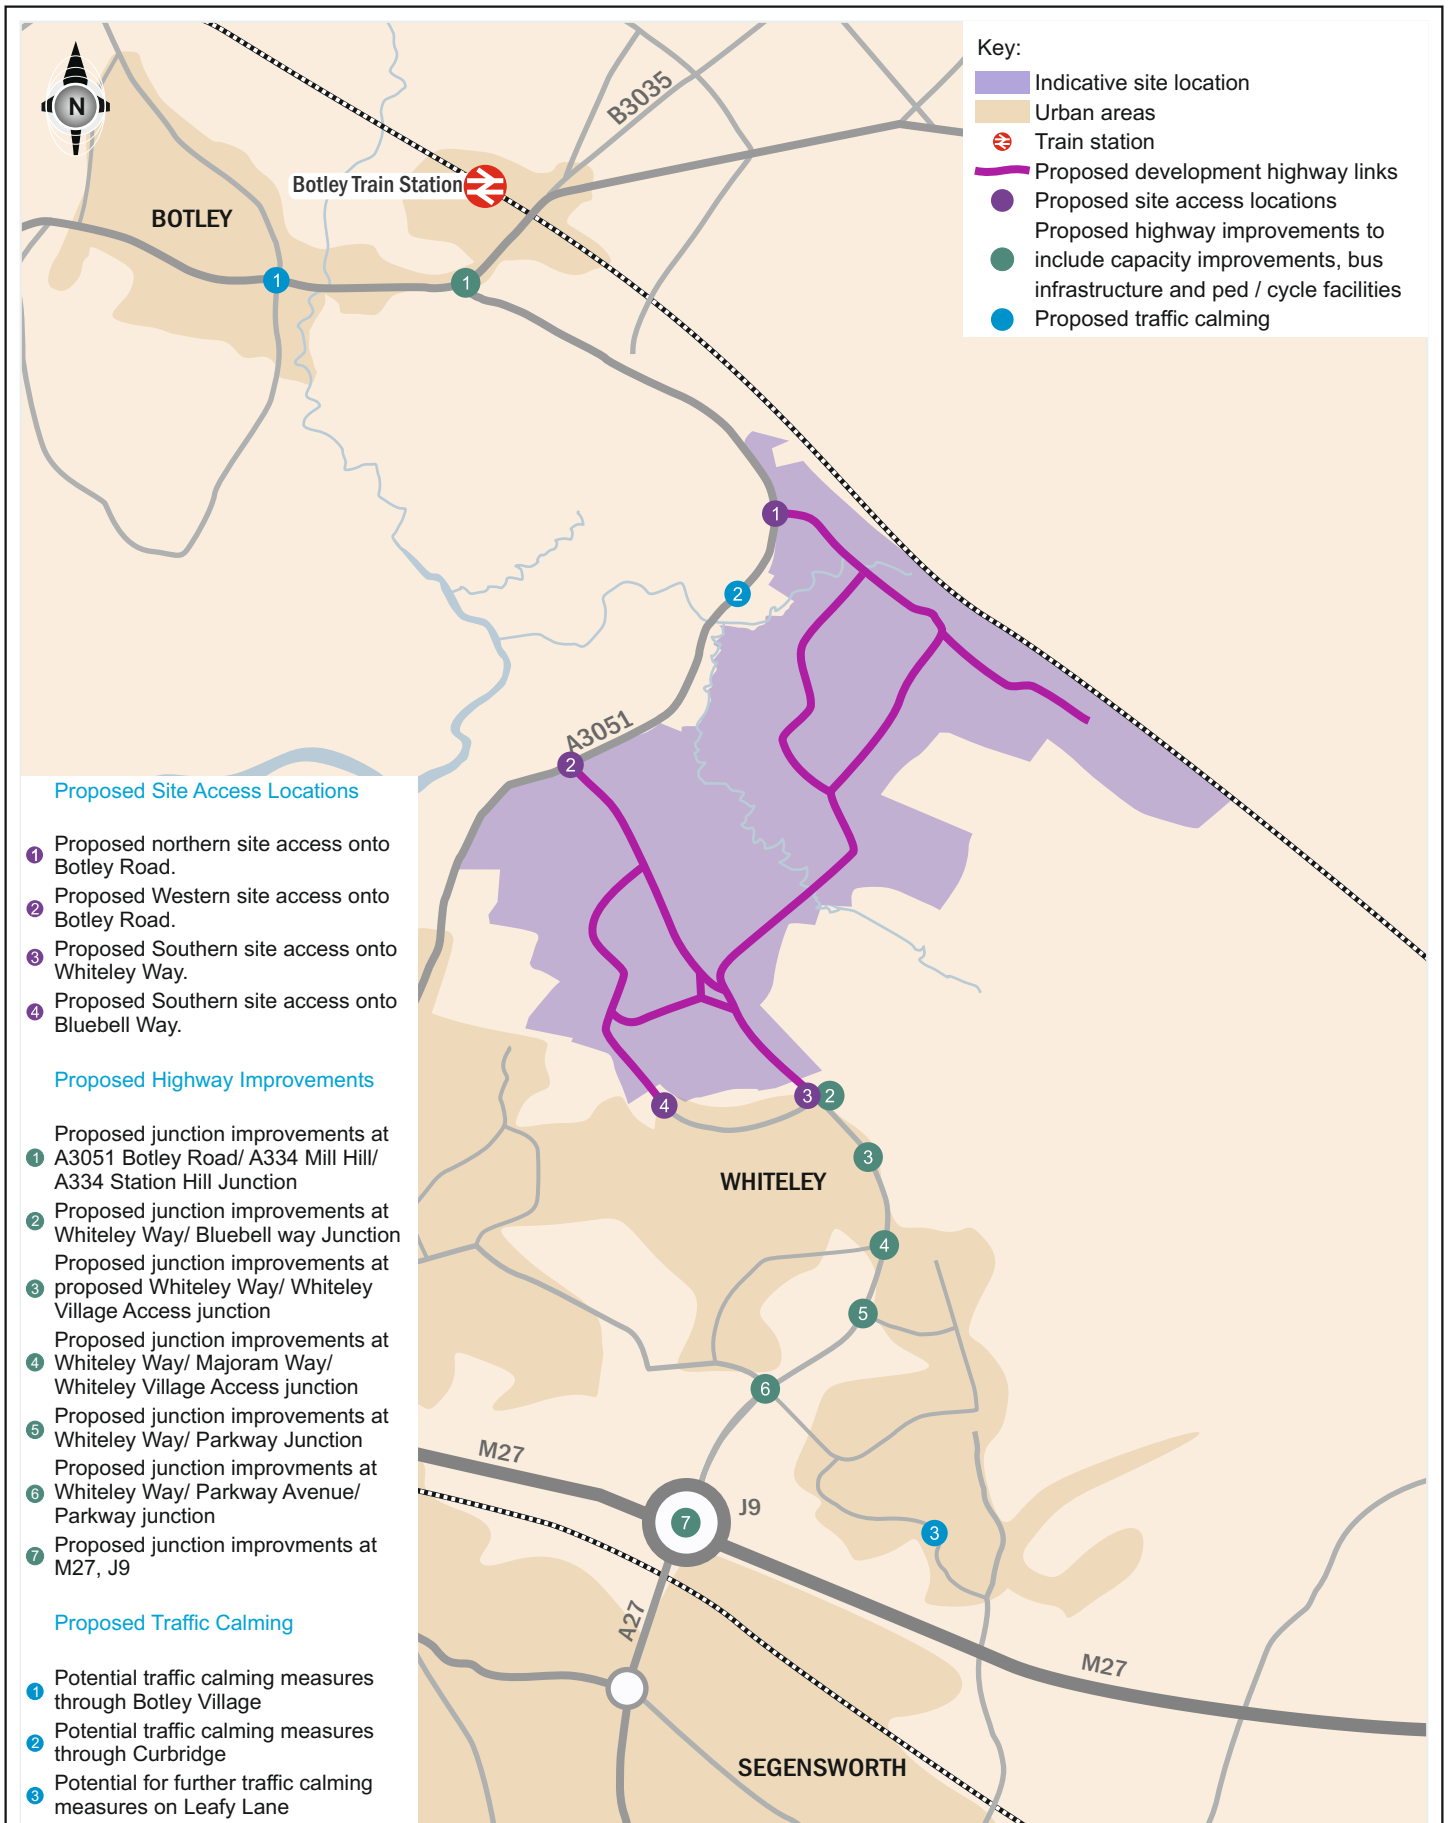 N
Key:
Indicative site location
Urban areas
Train station
Proposed development highway links
Proposed site access locations
Proposed highway improvements to
include capacity improvements, bus
infrastructure and ped / cycle facilities
Proposed traffic calming
B3035
Botley Train Station
BOTLEY
1
1
1
2
A3051
2
4
3
2
3
WHITELEY
4
5
6
M27
J9
7
3
A27
M27
SEGENSWORTH
Proposed Site Access Locations
1 Proposed northern site access onto
Botley Road.
2 Proposed Western site access onto
Botley Road.
3 Proposed Southern site access onto
Whiteley Way.
4 Proposed Southern site access onto
Bluebell Way.
Proposed Highway Improvements
Proposed junction improvements at
1 A3051 Botley Road/ A334 Mill Hill/
A334 Station Hill Junction
2 Proposed junction improvements at
Whiteley Way/ Bluebell way Junction
Proposed junction improvements at
3 proposed Whiteley Way/ Whiteley
Village Access junction
Proposed junction improvements at
4 Whiteley Way/ Majoram Way/
Whiteley Village Access junction
5 Proposed junction improvements at
Whiteley Way/ Parkway Junction
Proposed junction improvments at
6 Whiteley Way/ Parkway Avenue/
Parkway junction
7 Proposed junction improvments at
M27, J9
Proposed Traffic Calming
1 Potential traffic calming measures
through Botley Village
2 Potential traffic calming measures
through Curbridge
3 Potential for further traffic calming
measures on Leafy Lane